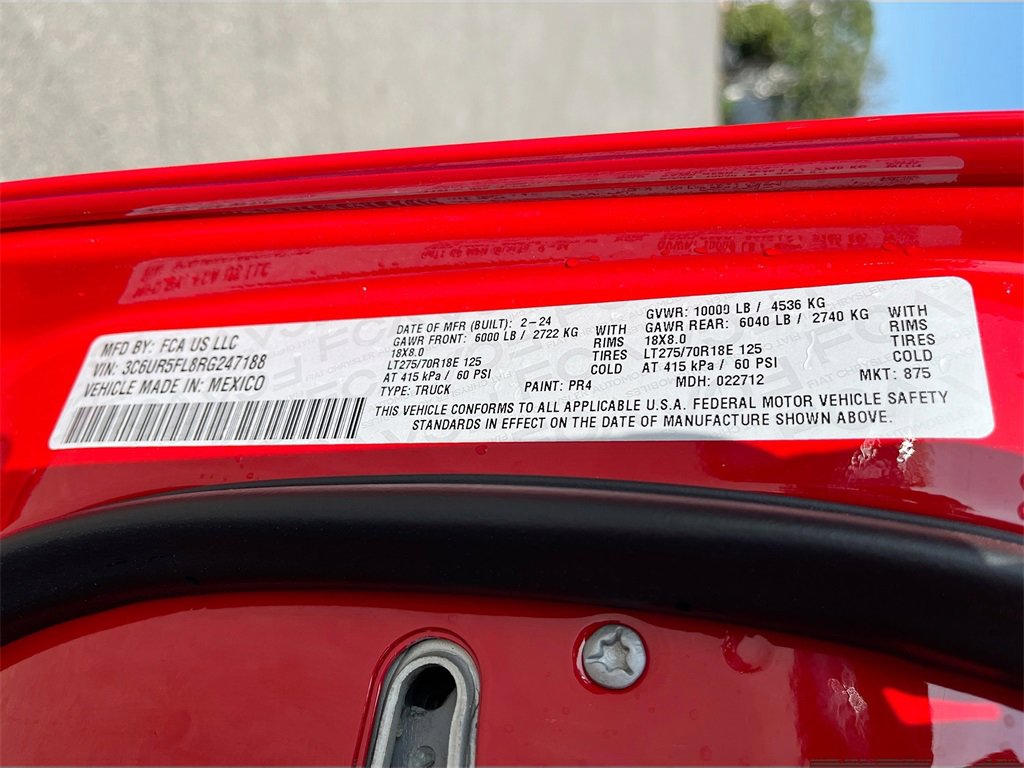 MFD BY: FCA US LLC
VIN: 3C6UR5FL8RG247188
VEHICLE MADE IN: MEXICO
DATE OF MFR (BUILT): 2-24
GAWR FRONT: 6000 LB / 2722 KG WITH
18X8.0 RIMS
LT275/70R18E 125 TIRES
AT 415 kPa / 60 PSI COLD
TYPE: TRUCK PAINT: PR4
GVWR: 10000 LB / 4536 KG
GAWR REAR: 6040 LB / 2740 KG WITH
18X8.0 RIMS
LT275/70R18E 125 TIRES
AT 415 kPa / 60 PSI COLD
MDH: 022712 MKT: 875
THIS VEHICLE CONFORMS TO ALL APPLICABLE U.S.A. FEDERAL MOTOR VEHICLE SAFETY
STANDARDS IN EFFECT ON THE DATE OF MANUFACTURE SHOWN ABOVE.